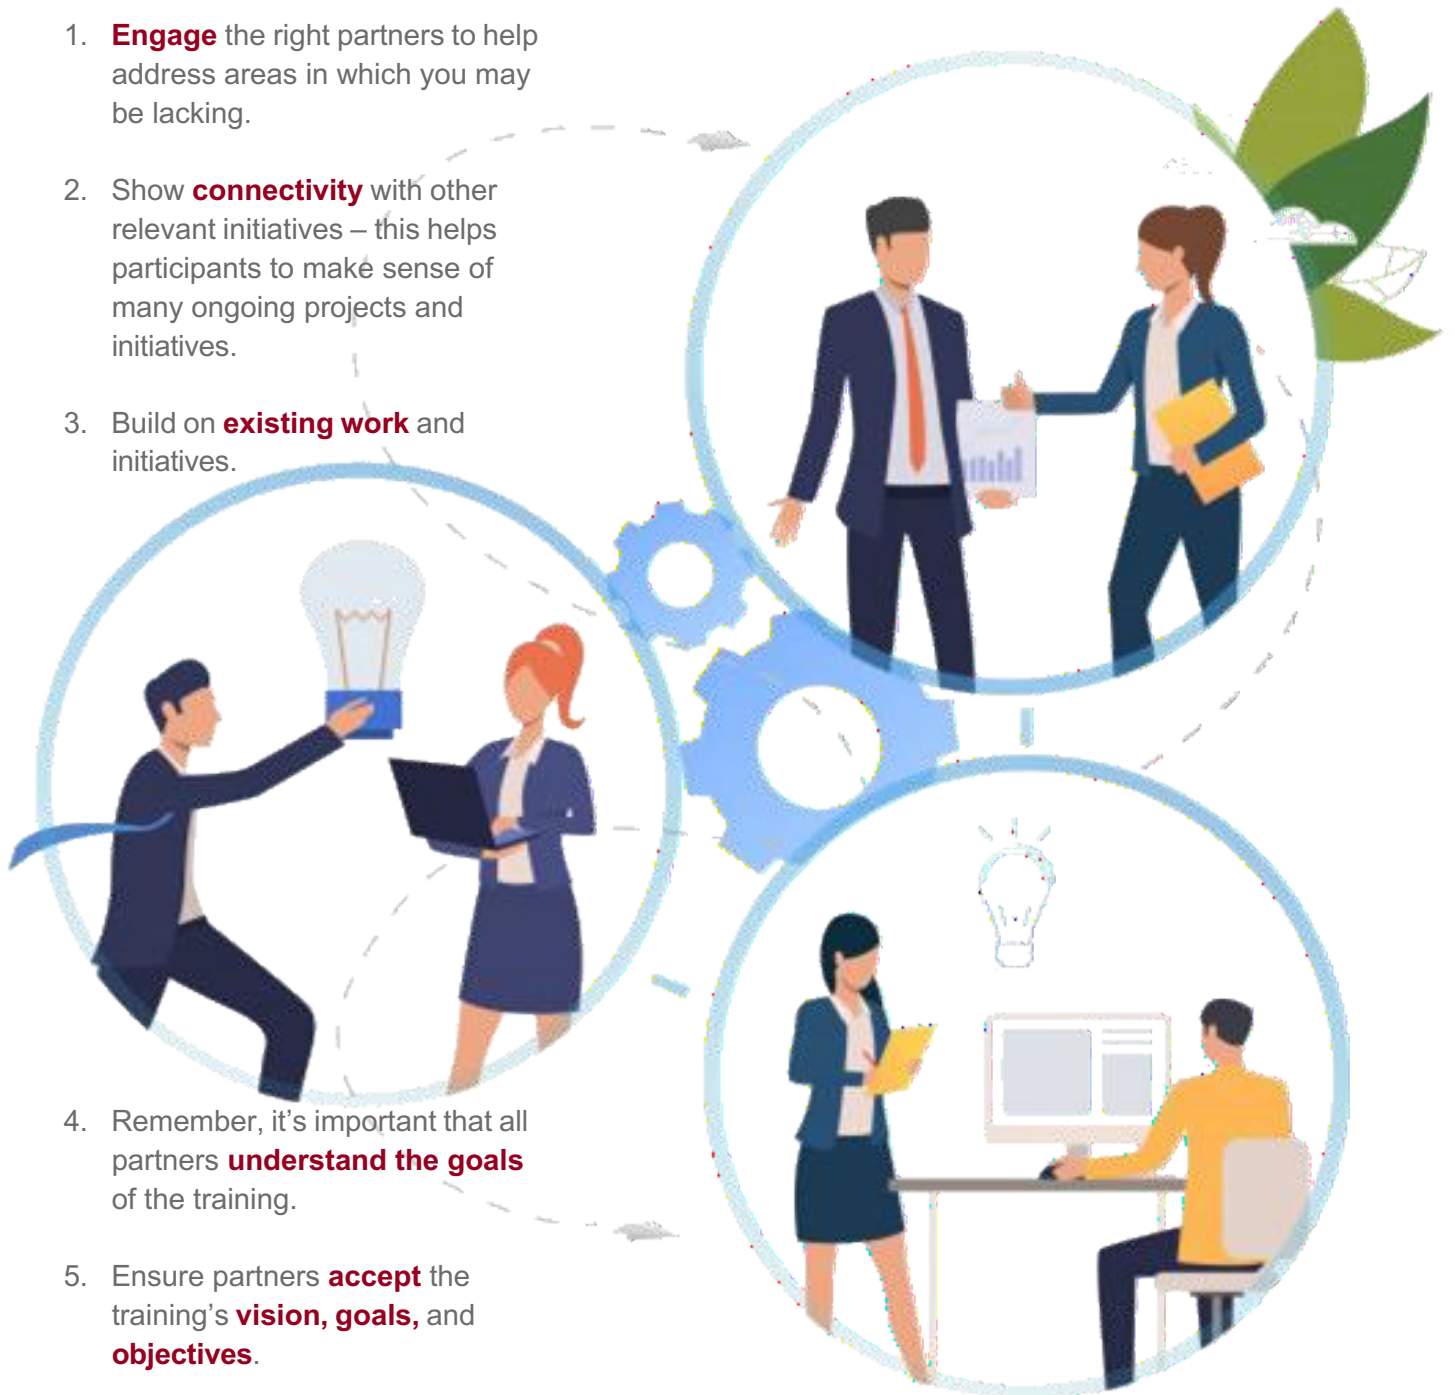 1. Engage the right partners to help
address areas in which you may
be lacking.
2. Show connectivity with other
relevant initiatives – this helps
participants to make sense of
many ongoing projects and
initiatives.
3. Build on existing work and
initiatives.
4. Remember, it’s important that all
partners understand the goals
of the training.
5. Ensure partners accept the
training’s vision, goals, and
objectives.